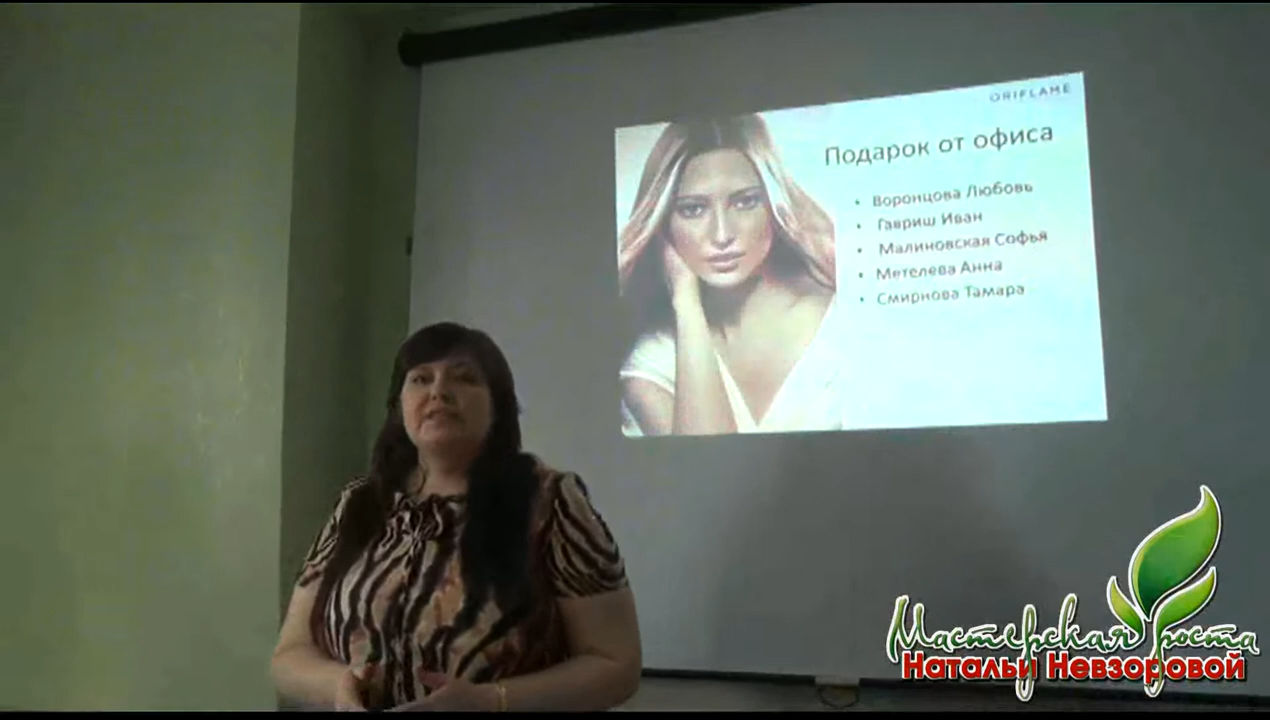 ORIFLAME
Подарок от офиса
• Воронцова Любовь
• Гавриш Иван
• Малиновская Софья
• Метелева Анна
• Смирнова Тамара
Мастерская роста
Натальи Невзоровой